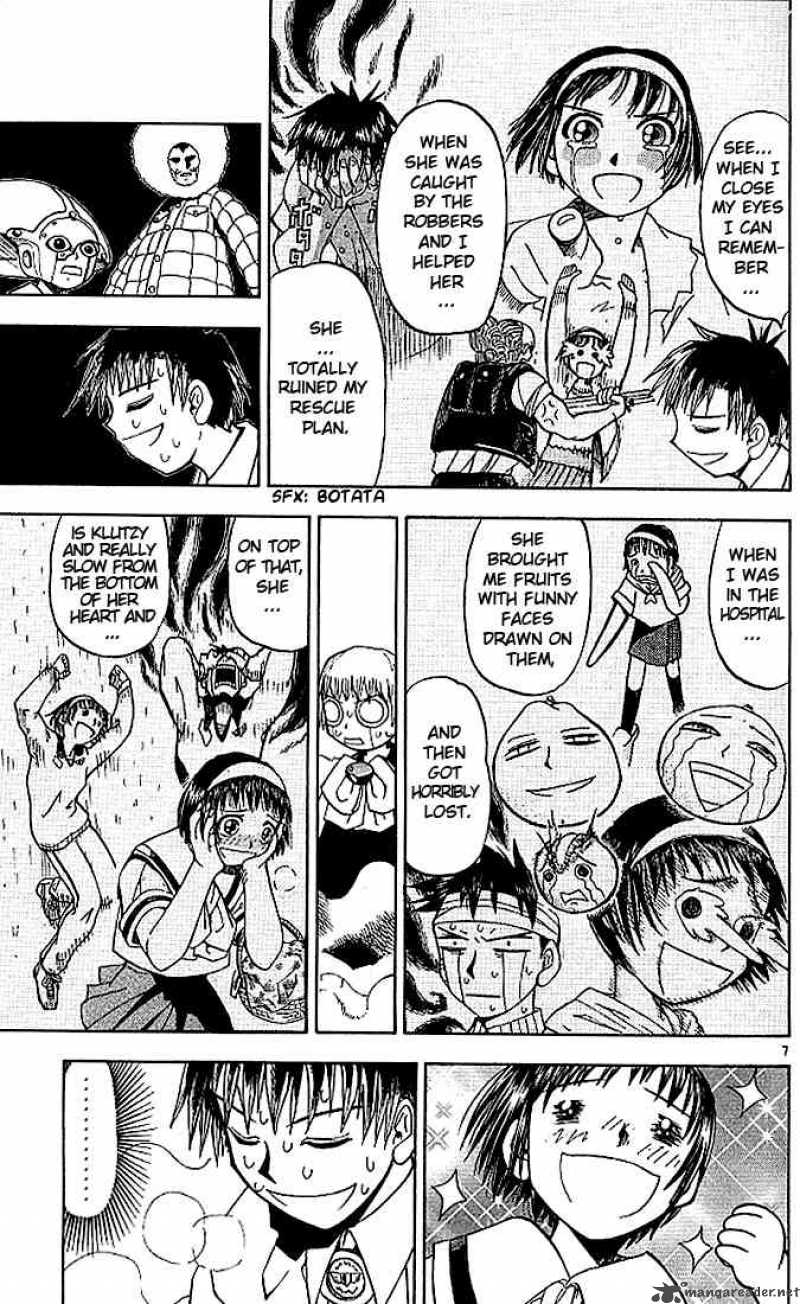 SEE...
WHEN I
CLOSE
MY EYES
I CAN
REMEM-
BER
...
WHEN
SHE WAS
CAUGHT
BY THE
ROBBERS
AND I
HELPED
HER
...
SHE
...
TOTALLY
RUINED MY
RESCUE
PLAN.
SFX: BOTATA
WHEN
I WAS
IN THE
HOSPITAL
...
SHE
BROUGHT
ME FRUITS
WITH FUNNY
FACES
DRAWN ON
THEM,
AND
THEN
GOT
HORRIBLY
LOST.
ON TOP
OF THAT,
SHE
...
IS KLUTZY
AND REALLY
SLOW FROM
THE BOTTOM
OF HER
HEART AND
...
7
.........
mangareader.net